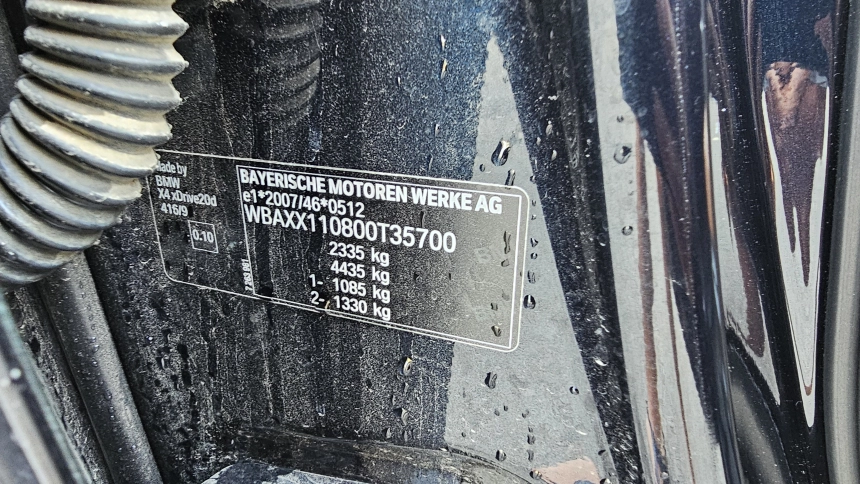 Made by
BMW
X4 xDrive20d
416/9
0.10
BAYERISCHE MOTOREN WERKE AG
e1*2007/46*0512
WBAXX110800T35700
2335 kg
4435 kg
1- 1085 kg
2- 1330 kg